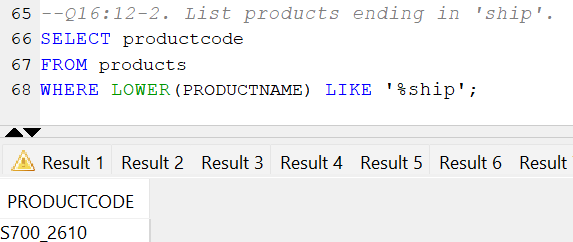 65 --Q16:12-2. List products ending in 'ship'.
66 SELECT productcode
67 FROM products
68 WHERE LOWER(PRODUCTNAME) LIKE '%ship';
Result 1 Result 2 Result 3 Result 4 Result 5 Result 6 Result
PRODUCTCODE
S700_2610